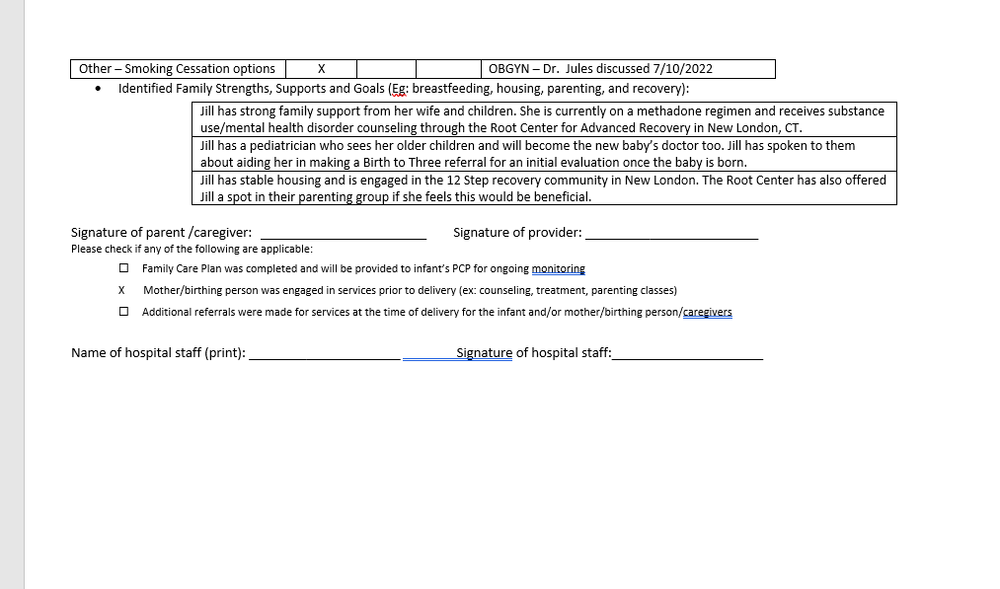 Other – Smoking Cessation options X OBGYN – Dr. Jules discussed 7/10/2022
• Identified Family Strengths, Supports and Goals (Eg: breastfeeding, housing, parenting, and recovery):
Jill has strong family support from her wife and children. She is currently on a methadone regimen and receives substance
use/mental health disorder counseling through the Root Center for Advanced Recovery in New London, CT.
Jill has a pediatrician who sees her older children and will become the new baby's doctor too. Jill has spoken to them
about aiding her in making a Birth to Three referral for an initial evaluation once the baby is born.
Jill has stable housing and is engaged in the 12 Step recovery community in New London. The Root Center has also offered
Jill a spot in their parenting group if she feels this would be beneficial.
Signature of parent /caregiver: ________________________ Signature of provider: _________________________
Please check if any of the following are applicable:
☐ Family Care Plan was completed and will be provided to infant's PCP for ongoing monitoring
X Mother/birthing person was engaged in services prior to delivery (ex: counseling, treatment, parenting classes)
☐ Additional referrals were made for services at the time of delivery for the infant and/or mother/birthing person/caregivers
Name of hospital staff (print): ______________________ ________Signature of hospital staff:______________________